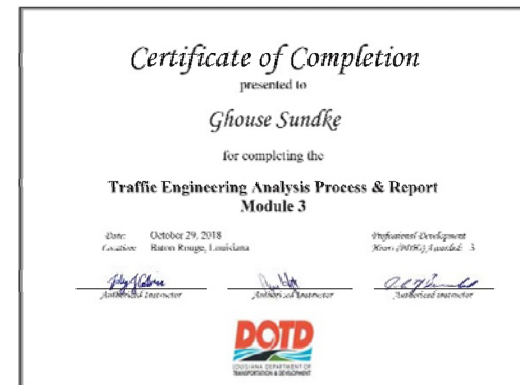 Certificate of Completion
presented to
Ghouse Sundke
for completing the
Traffic Engineering Analysis Process & Report
Module 3
Date: October 29, 2018
Location: Baton Rouge, Louisiana
Professional Development
Hours (PDHs) Awarded: 3
Authorized Instructor
Authorized Instructor
Authorized Instructor
DOTD
LOUISIANA DEPARTMENT OF
TRANSPORTATION & DEVELOPMENT